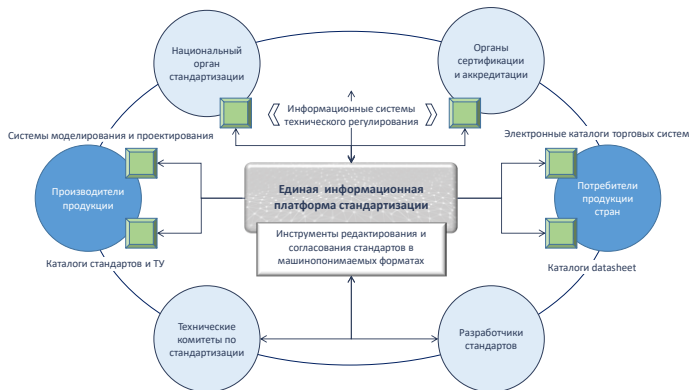 Национальный
орган
стандартизации
Органы
сертификации
и аккредитации
Информационные системы
технического регулирования
Системы моделирования и проектирования
Электронные каталоги торговых систем
Производители
продукции
Единая информационная
платформа стандартизации
Потребители
продукции
стран
Инструменты редактирования и
согласования стандартов в
машинопонимаемых форматах
Каталоги стандартов и ТУ
Каталоги datasheet
Технические
комитеты по
стандартизации
Разработчики
стандартов